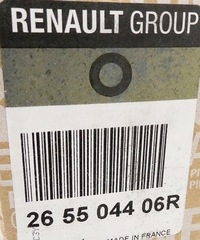 RENAULT GROUP
26 55 044 06R
MADE IN FRANCE